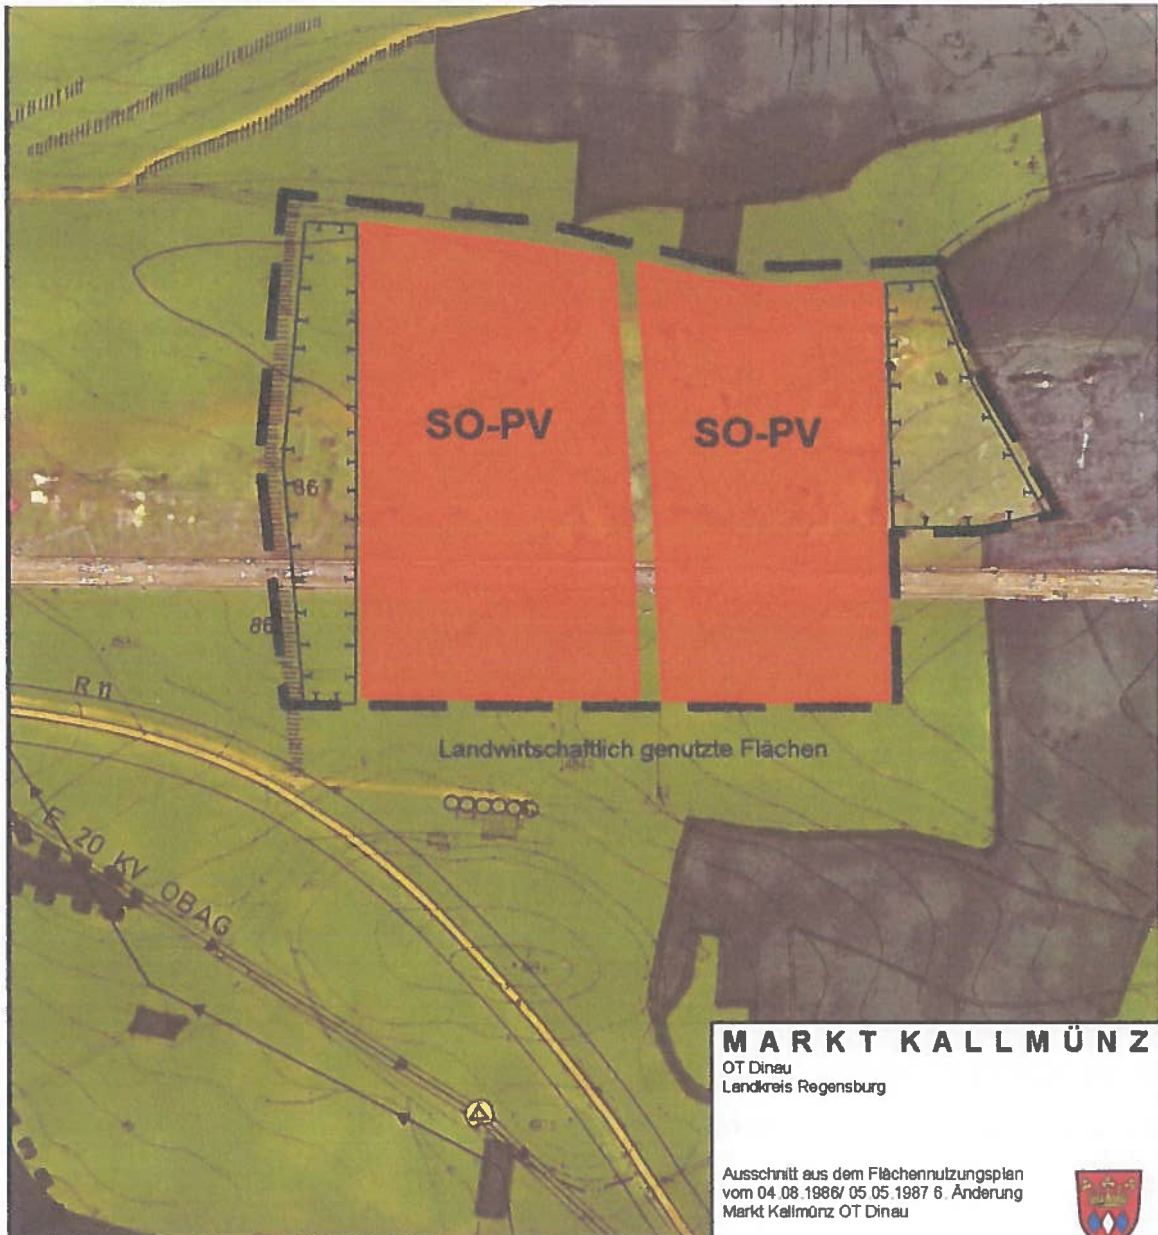 SO-PV
SO-PV
86
86
R 11
Landwirtschaftlich genutzte Flächen
E 20 KV OBAG
MARKT KALLMÜNZ
OT Dinau
Landkreis Regensburg
Ausschnitt aus dem Flächennutzungsplan
vom 04.08.1986/ 05.05.1987 6. Änderung
Markt Kallmünz OT Dinau